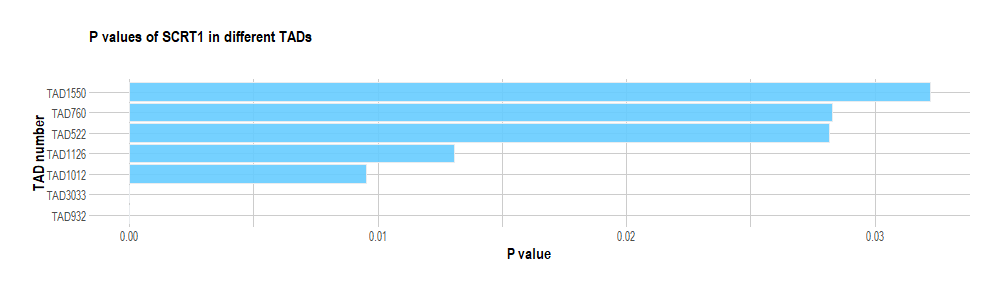 P values of SCRT1 in different TADs
TAD number
TAD1550
TAD760
TAD522
TAD1126
TAD1012
TAD3033
TAD932
0.00 0.01 0.02 0.03
P value